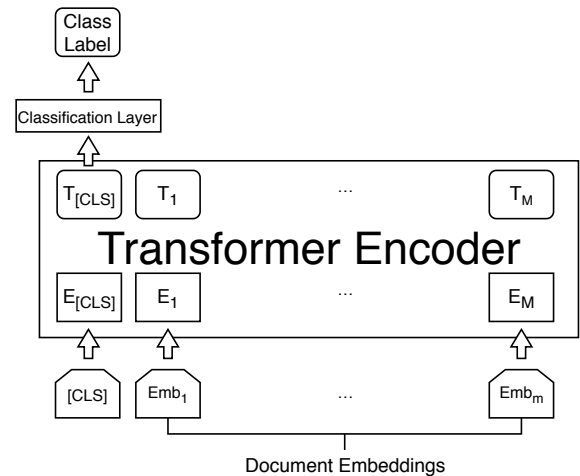 Class
Label
Classification Layer
T[CLS] T1 ... TM
Transformer Encoder
E[CLS] E1 ... EM
[CLS] Emb1 ... Embm
Document Embeddings